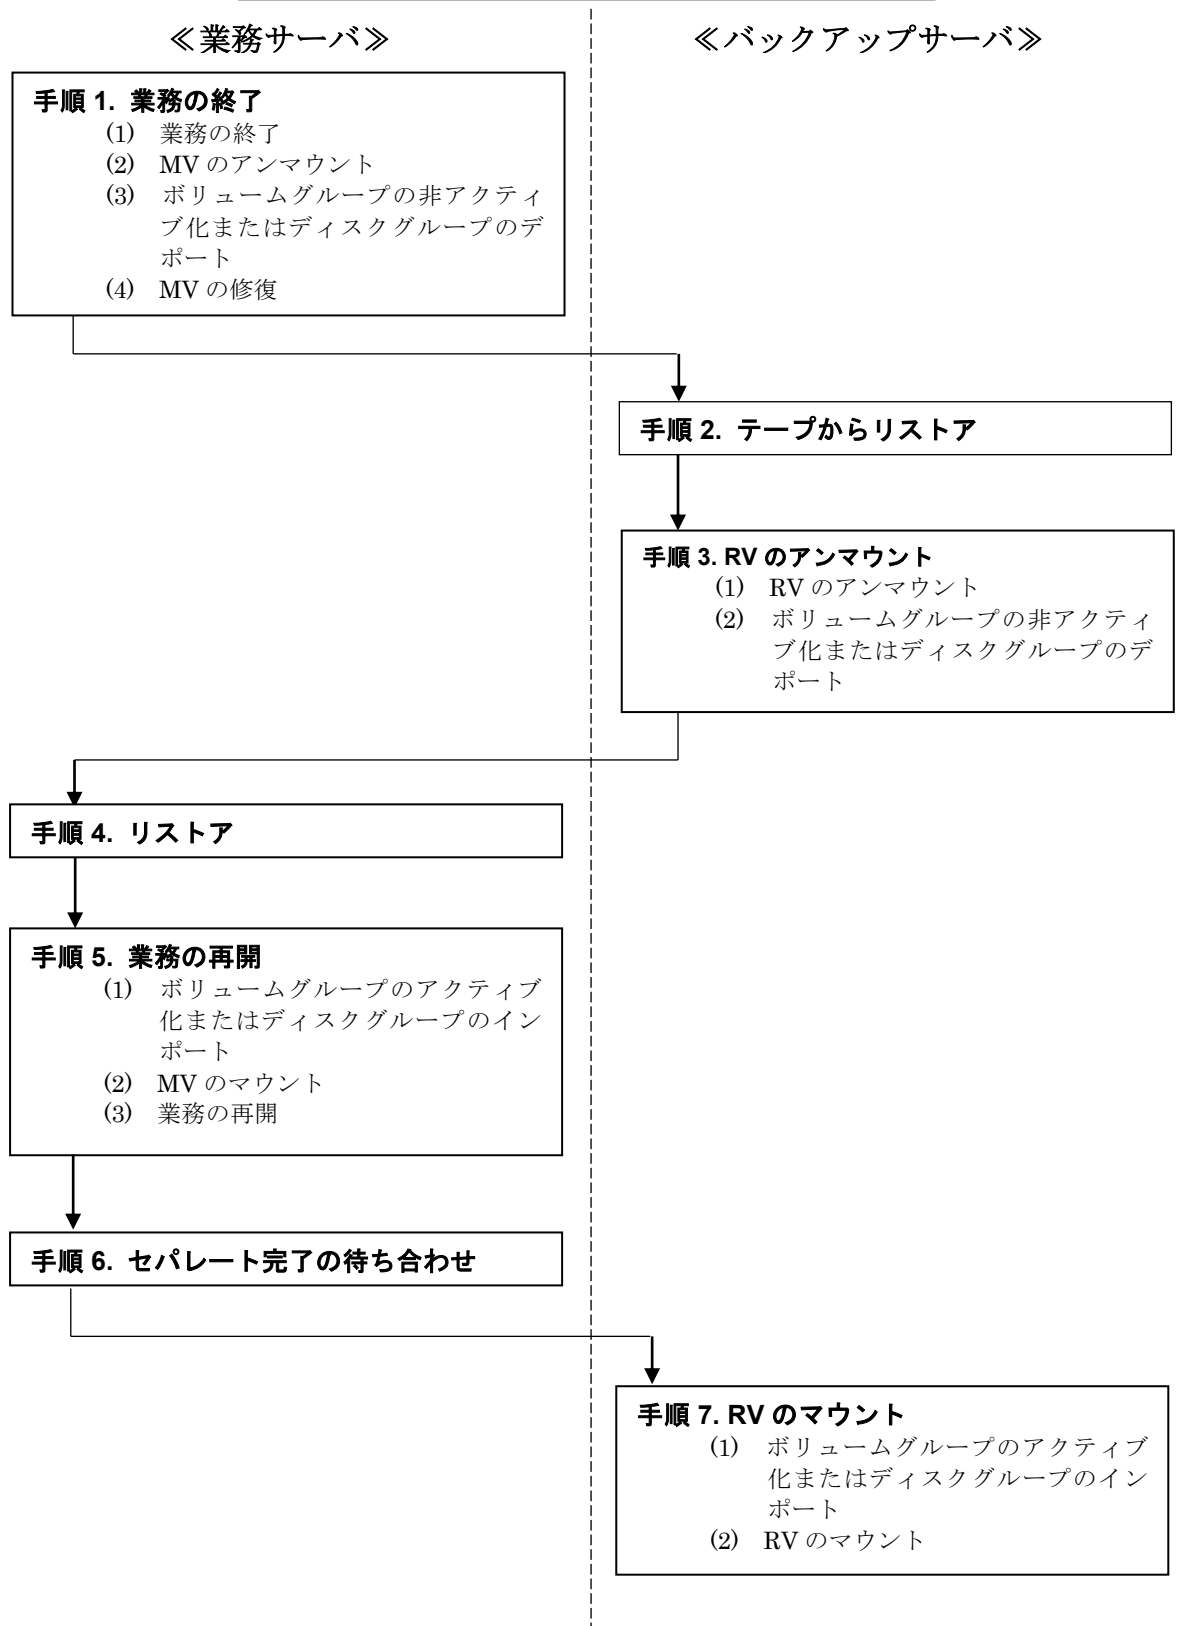 ≪業務サーバ≫
≪バックアップサーバ≫
手順 1. 業務の終了
(1) 業務の終了
(2) MV のアンマウント
(3) ボリュームグループの非アクティ
ブ化またはディスクグループのデ
ポート
(4) MV の修復
手順 2. テープからリストア
手順 3. RV のアンマウント
(1) RV のアンマウント
(2) ボリュームグループの非アクティ
ブ化またはディスクグループのデ
ポート
手順 4. リストア
手順 5. 業務の再開
(1) ボリュームグループのアクティブ
化またはディスクグループのイン
ポート
(2) MV のマウント
(3) 業務の再開
手順 6. セパレート完了の待ち合わせ
手順 7. RV のマウント
(1) ボリュームグループのアクティブ
化またはディスクグループのイン
ポート
(2) RV のマウント